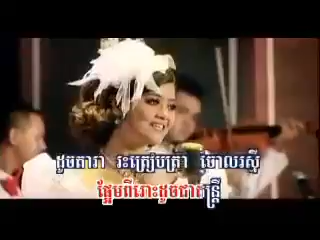 ដូចតារា រះត្រៀបត្រា ចោលរស្មី
ផ្អែមពីរោះដូចជាតន្ត្រី